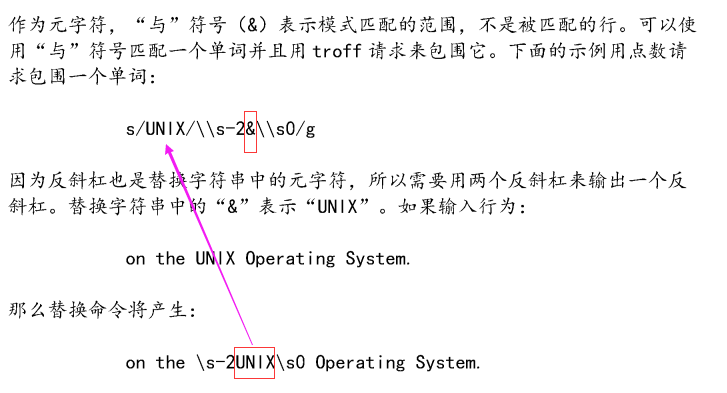 作为元字符，“与”符号（&）表示模式匹配的范围，不是被匹配的行。可以使
用“与”符号匹配一个单词并且用 troff 请求来包围它。下面的示例用点数请
求包围一个单词：
s/UNIX/\\s-2&\\s0/g
因为反斜杠也是替换字符串中的元字符，所以需要用两个反斜杠来输出一个反
斜杠。替换字符串中的“&”表示“UNIX”。如果输入行为：
on the UNIX Operating System.
那么替换命令将产生：
on the \s-2UNIX\s0 Operating System.